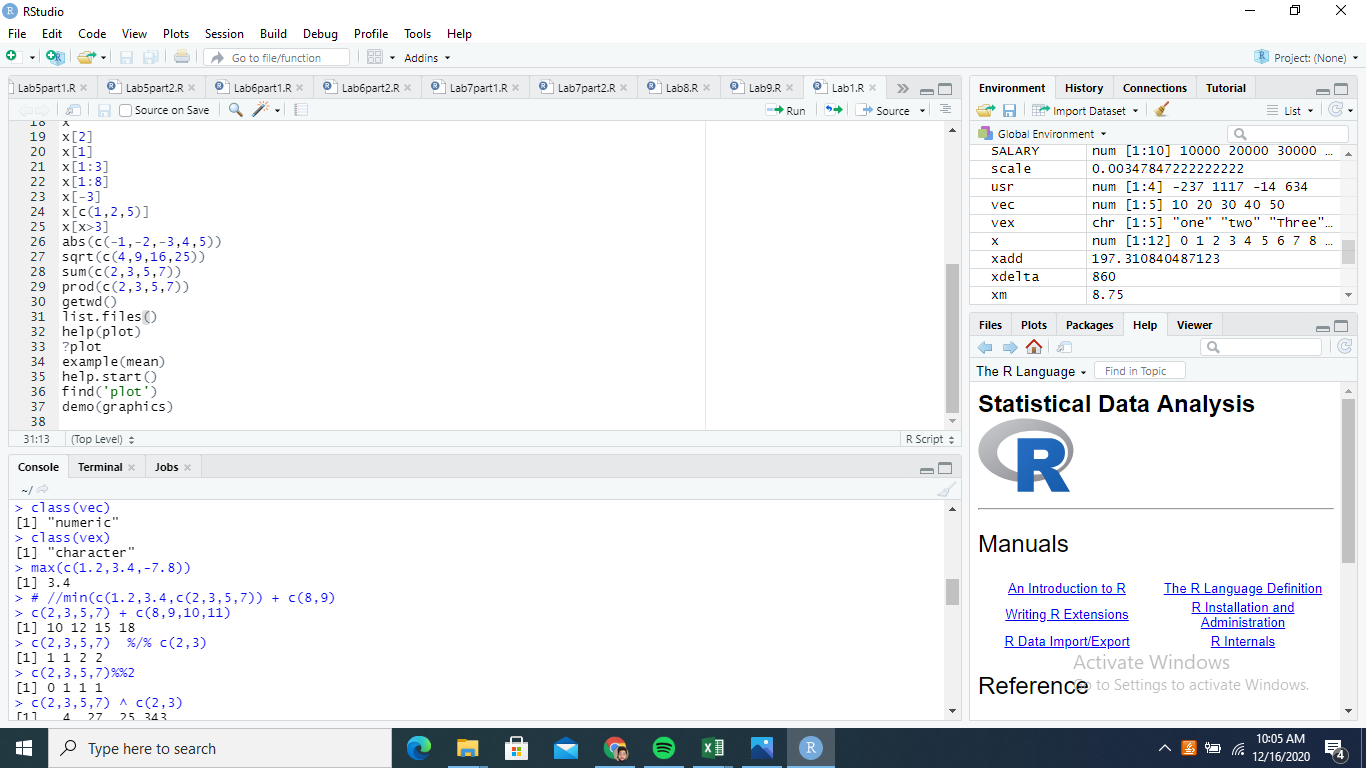 RStudio
File Edit Code View Plots Session Build Debug Profile Tools Help
Go to file/function Addins Project: (None)
Lab5part1.R Lab5part2.R Lab6part1.R Lab6part2.R Lab7part1.R Lab7part2.R Lab8.R Lab9.R Lab1.R
Source on Save Run Source
18 x
19 x[2]
20 x[1]
21 x[1:3]
22 x[1:8]
23 x[-3]
24 x[c(1,2,5)]
25 x[x>3]
26 abs(c(-1,-2,-3,4,5))
27 sqrt(c(4,9,16,25))
28 sum(c(2,3,5,7))
29 prod(c(2,3,5,7))
30 getwd()
31 list.files()
32 help(plot)
33 ?plot
34 example(mean)
35 help.start()
36 find('plot')
37 demo(graphics)
38
31:13 (Top Level) R Script
Console Terminal Jobs
~/
> class(vec)
[1] "numeric"
> class(vex)
[1] "character"
> max(c(1.2,3.4,-7.8))
[1] 3.4
> # //min(c(1.2,3.4,c(2,3,5,7)) + c(8,9)
> c(2,3,5,7) + c(8,9,10,11)
[1] 10 12 15 18
> c(2,3,5,7)  %/% c(2,3)
[1] 1 1 2 2
> c(2,3,5,7)%%2
[1] 0 1 1 1
> c(2,3,5,7) ^ c(2,3)
[1]   4  27  25 343
Environment History Connections Tutorial
Import Dataset List
Global Environment
SALARY num [1:10] 10000 20000 30000 …
scale 0.00347847222222222
usr num [1:4] -237 1117 -14 634
vec num [1:5] 10 20 30 40 50
vex chr [1:5] "one" "two" "Three"…
x num [1:12] 0 1 2 3 4 5 6 7 8 …
xadd 197.310840487123
xdelta 860
xm 8.75
Files Plots Packages Help Viewer
The R Language Find in Topic
Statistical Data Analysis
R
Manuals
An Introduction to R The R Language Definition
Writing R Extensions R Installation and
Administration
R Data Import/Export R Internals
Activate Windows
Reference
Go to Settings to activate Windows.
Type here to search
10:05 AM
12/16/2020
4